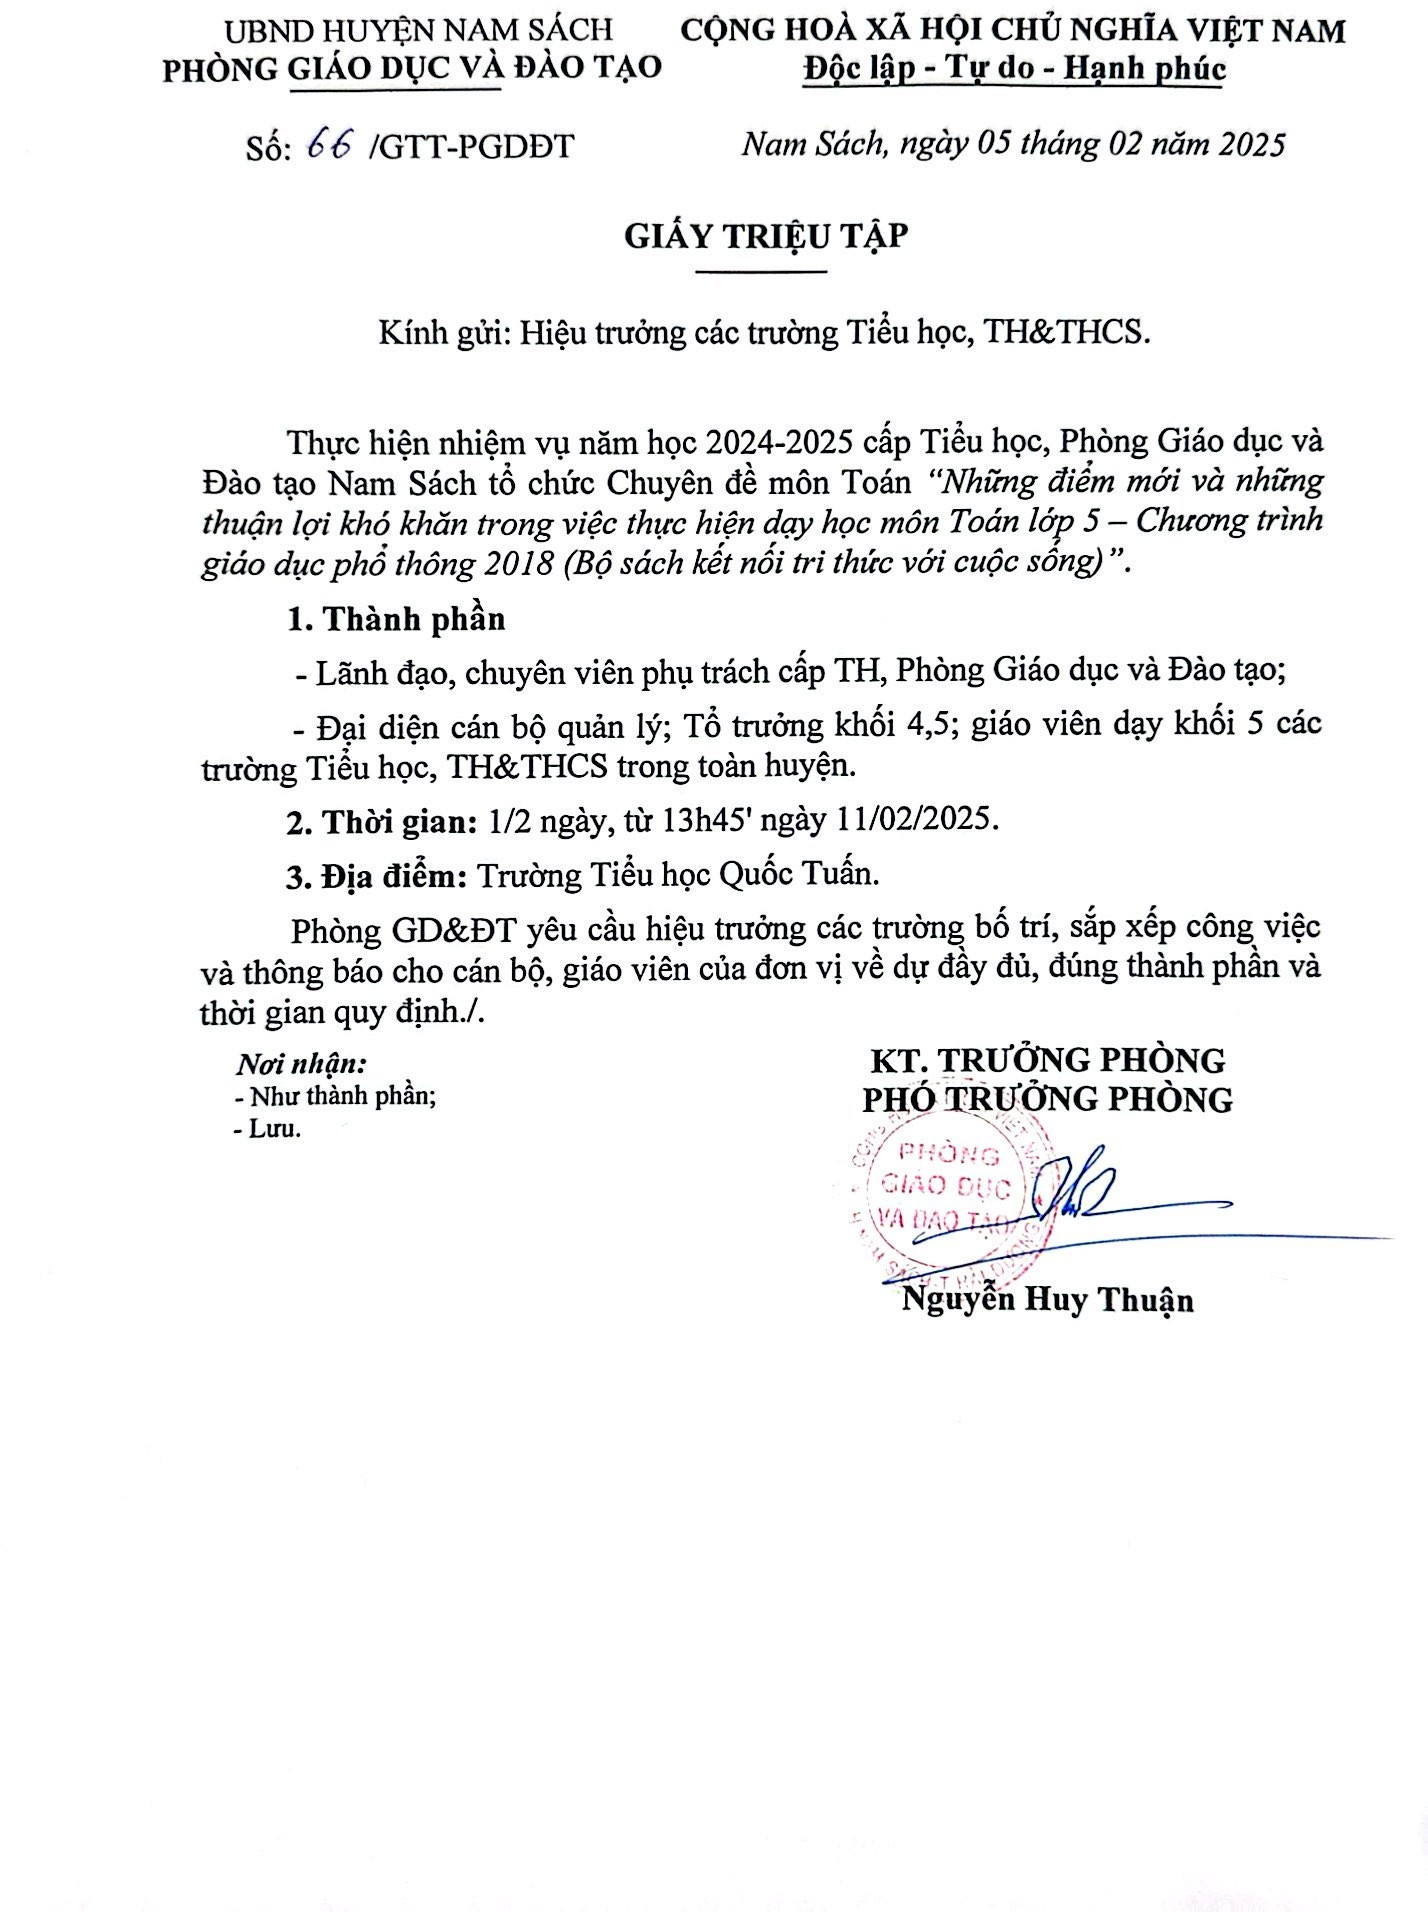 UBND HUYỆN NAM SÁCH
PHÒNG GIÁO DỤC VÀ ĐÀO TẠO
CỘNG HOÀ XÃ HỘI CHỦ NGHĨA VIỆT NAM
Độc lập - Tự do - Hạnh phúc
Số: 66 /GTT-PGDĐT
Nam Sách, ngày 05 tháng 02 năm 2025
GIẤY TRIỆU TẬP
Kính gửi: Hiệu trưởng các trường Tiểu học, TH&THCS.
Thực hiện nhiệm vụ năm học 2024-2025 cấp Tiểu học, Phòng Giáo dục và
Đào tạo Nam Sách tổ chức Chuyên đề môn Toán “Những điểm mới và những
thuận lợi khó khăn trong việc thực hiện dạy học môn Toán lớp 5 – Chương trình
giáo dục phổ thông 2018 (Bộ sách kết nối tri thức với cuộc sống)”.
1. Thành phần
- Lãnh đạo, chuyên viên phụ trách cấp TH, Phòng Giáo dục và Đào tạo;
- Đại diện cán bộ quản lý; Tổ trưởng khối 4,5; giáo viên dạy khối 5 các
trường Tiểu học, TH&THCS trong toàn huyện.
2. Thời gian: 1/2 ngày, từ 13h45' ngày 11/02/2025.
3. Địa điểm: Trường Tiểu học Quốc Tuấn.
Phòng GD&ĐT yêu cầu hiệu trưởng các trường bố trí, sắp xếp công việc
và thông báo cho cán bộ, giáo viên của đơn vị về dự đầy đủ, đúng thành phần và
thời gian quy định./.
Nơi nhận:
- Như thành phần;
- Lưu.
KT. TRƯỞNG PHÒNG
PHÓ TRƯỞNG PHÒNG
PHÒNG
GIÁO DỤC
VÀ ĐÀO TẠO
Nguyễn Huy Thuận